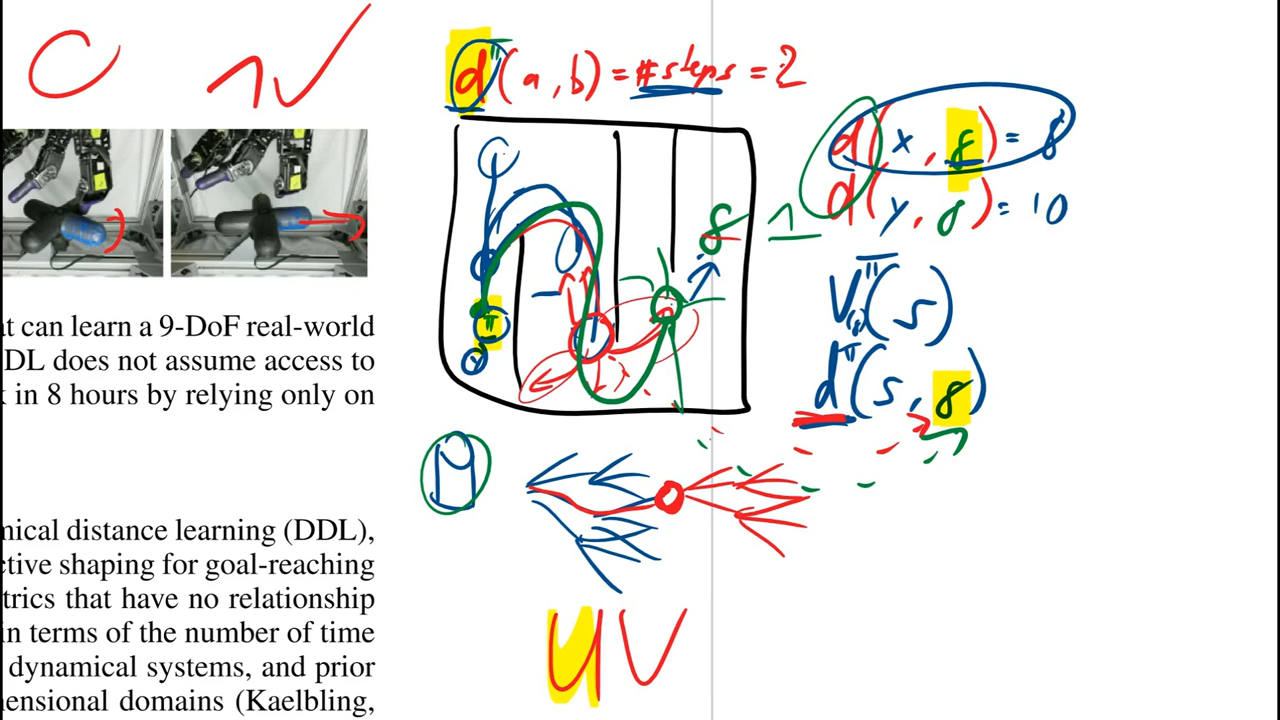 d^π(a, b) = #steps = 2
d(x, g) = 8
d(y, g) = 10
g
1
π
Y
V^π(s)
d^π(s, g)
UV
t can learn a 9-DoF real-world
DL does not assume access to
in 8 hours by relying only on
mical distance learning (DDL),
ctive shaping for goal-reaching
trics that have no relationship
in terms of the number of time
dynamical systems, and prior
ensional domains (Kaelbling,